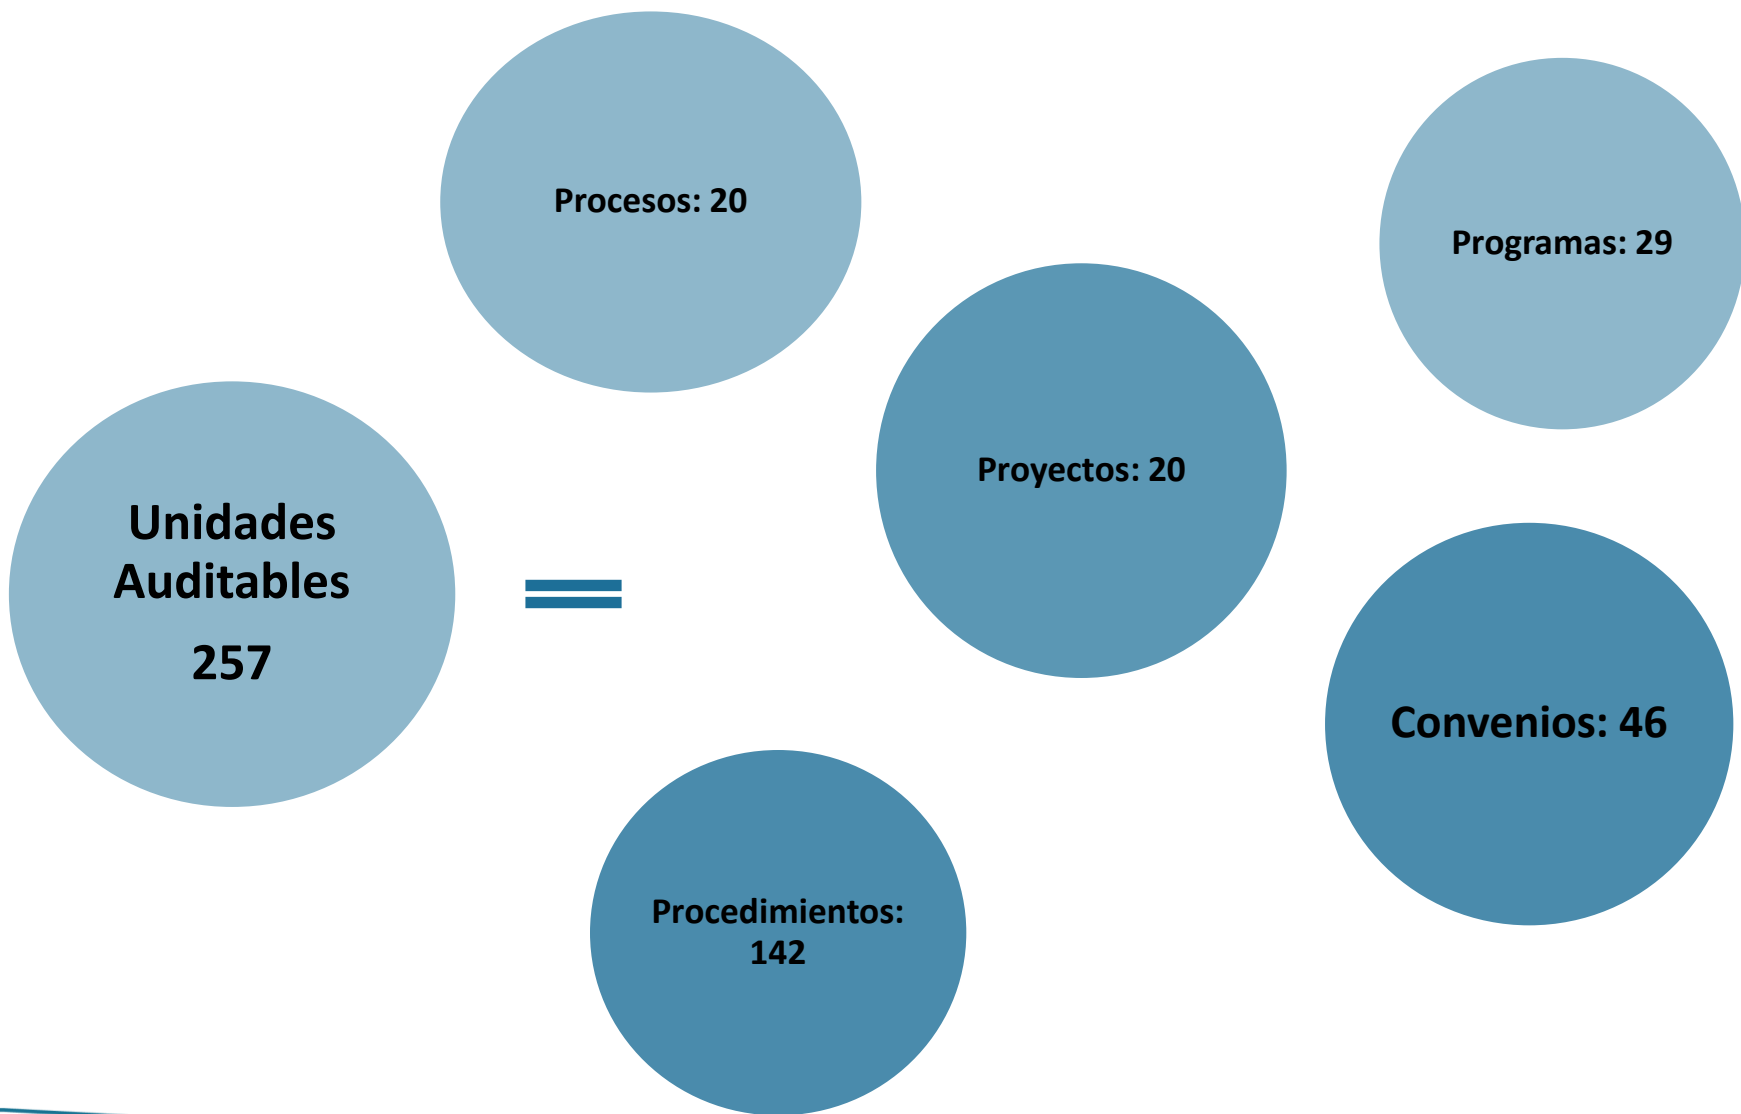 Procesos: 20
Programas: 29
Proyectos: 20
Unidades
Auditables
257
Convenios: 46
Procedimientos:
142